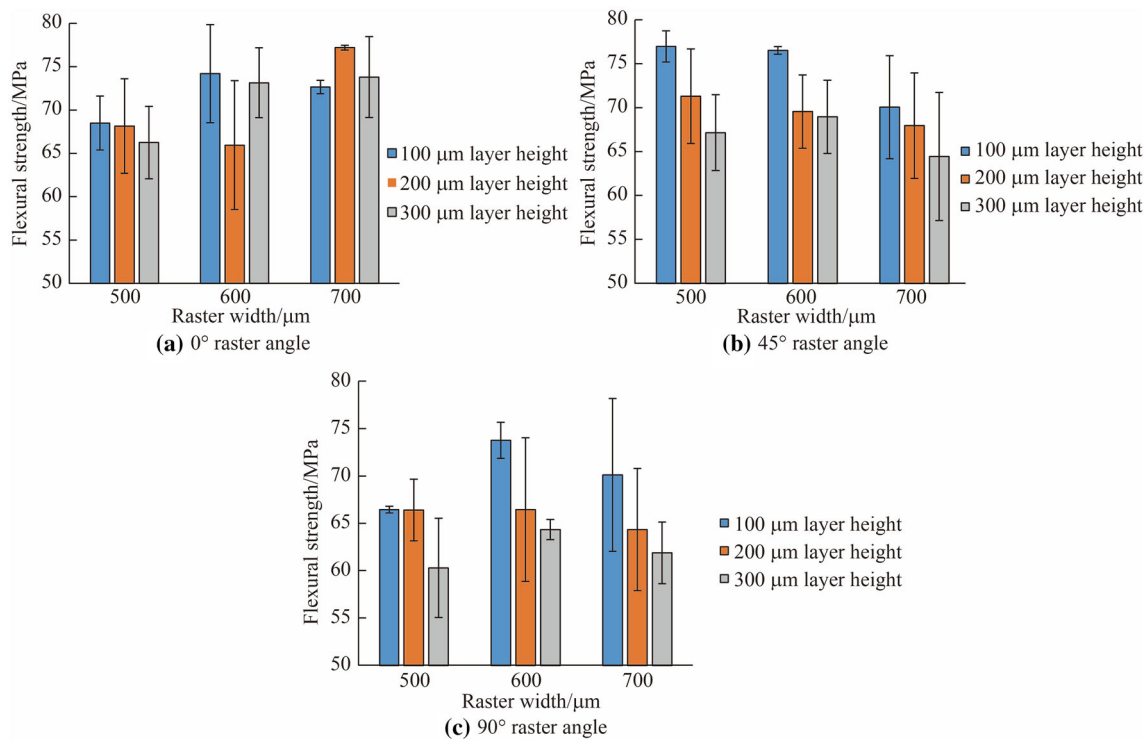 80
75
70
65
60
55
50
Flexural strength/MPa
500 600 700
Raster width/μm
100 μm layer height
200 μm layer height
300 μm layer height
(a) 0° raster angle
80
75
70
65
60
55
50
Flexural strength/MPa
500 600 700
Raster width/μm
100 μm layer height
200 μm layer height
300 μm layer height
(b) 45° raster angle
80
75
70
65
60
55
50
Flexural strength/MPa
500 600 700
Raster width/μm
100 μm layer height
200 μm layer height
300 μm layer height
(c) 90° raster angle